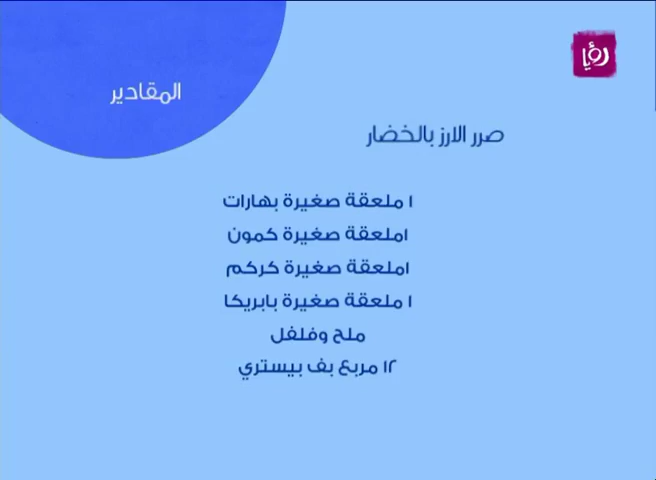 رؤيا
المقادير
صرر الارز بالخضار
١ ملعقة صغيرة بهارات
١ملعقة صغيرة كمون
١ملعقة صغيرة كركم
١ ملعقة صغيرة بابريكا
ملح وفلفل
١٢ مربع بف بيستري